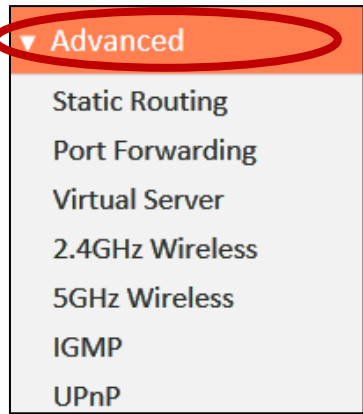 Advanced
Static Routing
Port Forwarding
Virtual Server
2.4GHz Wireless
5GHz Wireless
IGMP
UPnP